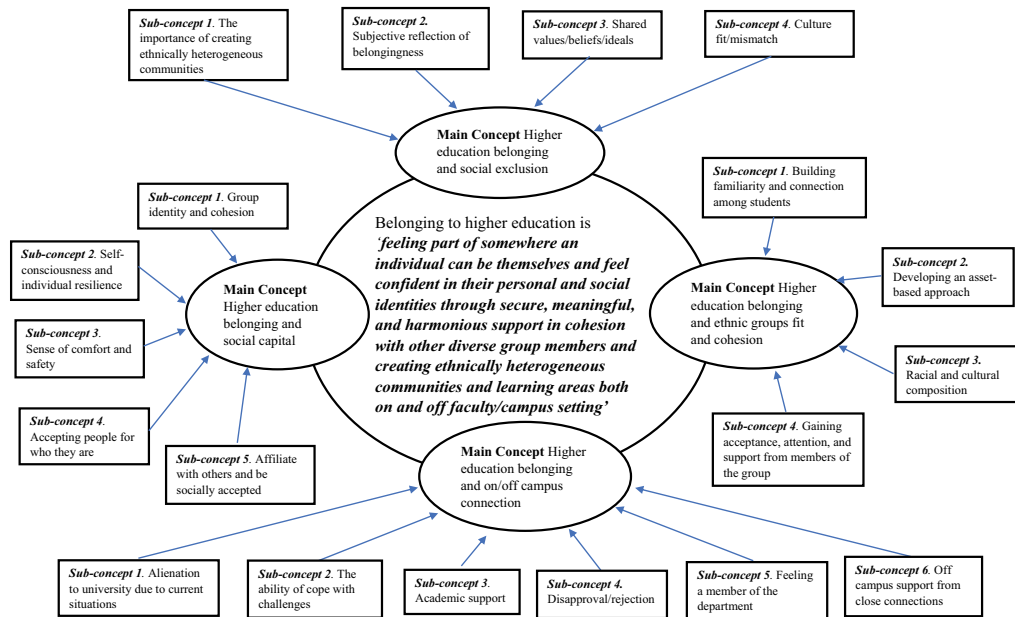 Sub-concept 1. The
importance of creating
ethnically heterogeneous
communities
Sub-concept 2.
Subjective reflection of
belongingness
Sub-concept 3. Shared
values/beliefs/ideals
Sub-concept 4. Culture
fit/mismatch
Main Concept Higher
education belonging
and social exclusion
Sub-concept 1. Group
identity and cohesion
Sub-concept 2. Self-
consciousness and
individual resilience
Sub-concept 3.
Sense of comfort and
safety
Sub-concept 4.
Accepting people for
who they are
Sub-concept 5. Affiliate
with others and be
socially accepted
Main Concept
Higher education
belonging and
social capital
Belonging to higher education is
‘feeling part of somewhere an
individual can be themselves and feel
confident in their personal and social
identities through secure, meaningful,
and harmonious support in cohesion
with other diverse group members and
creating ethnically heterogeneous
communities and learning areas both
on and off faculty/campus setting’
Sub-concept 1. Building
familiarity and connection
among students
Sub-concept 2.
Developing an asset-
based approach
Main Concept Higher
education belonging
and ethnic groups fit
and cohesion
Sub-concept 3.
Racial and cultural
composition
Sub-concept 4. Gaining
acceptance, attention, and
support from members of
the group
Main Concept Higher
education belonging
and on/off campus
connection
Sub-concept 1. Alienation
to university due to current
situations
Sub-concept 2. The
ability of cope with
challenges
Sub-concept 3.
Academic support
Sub-concept 4.
Disapproval/rejection
Sub-concept 5. Feeling
a member of the
department
Sub-concept 6. Off
campus support from
close connections